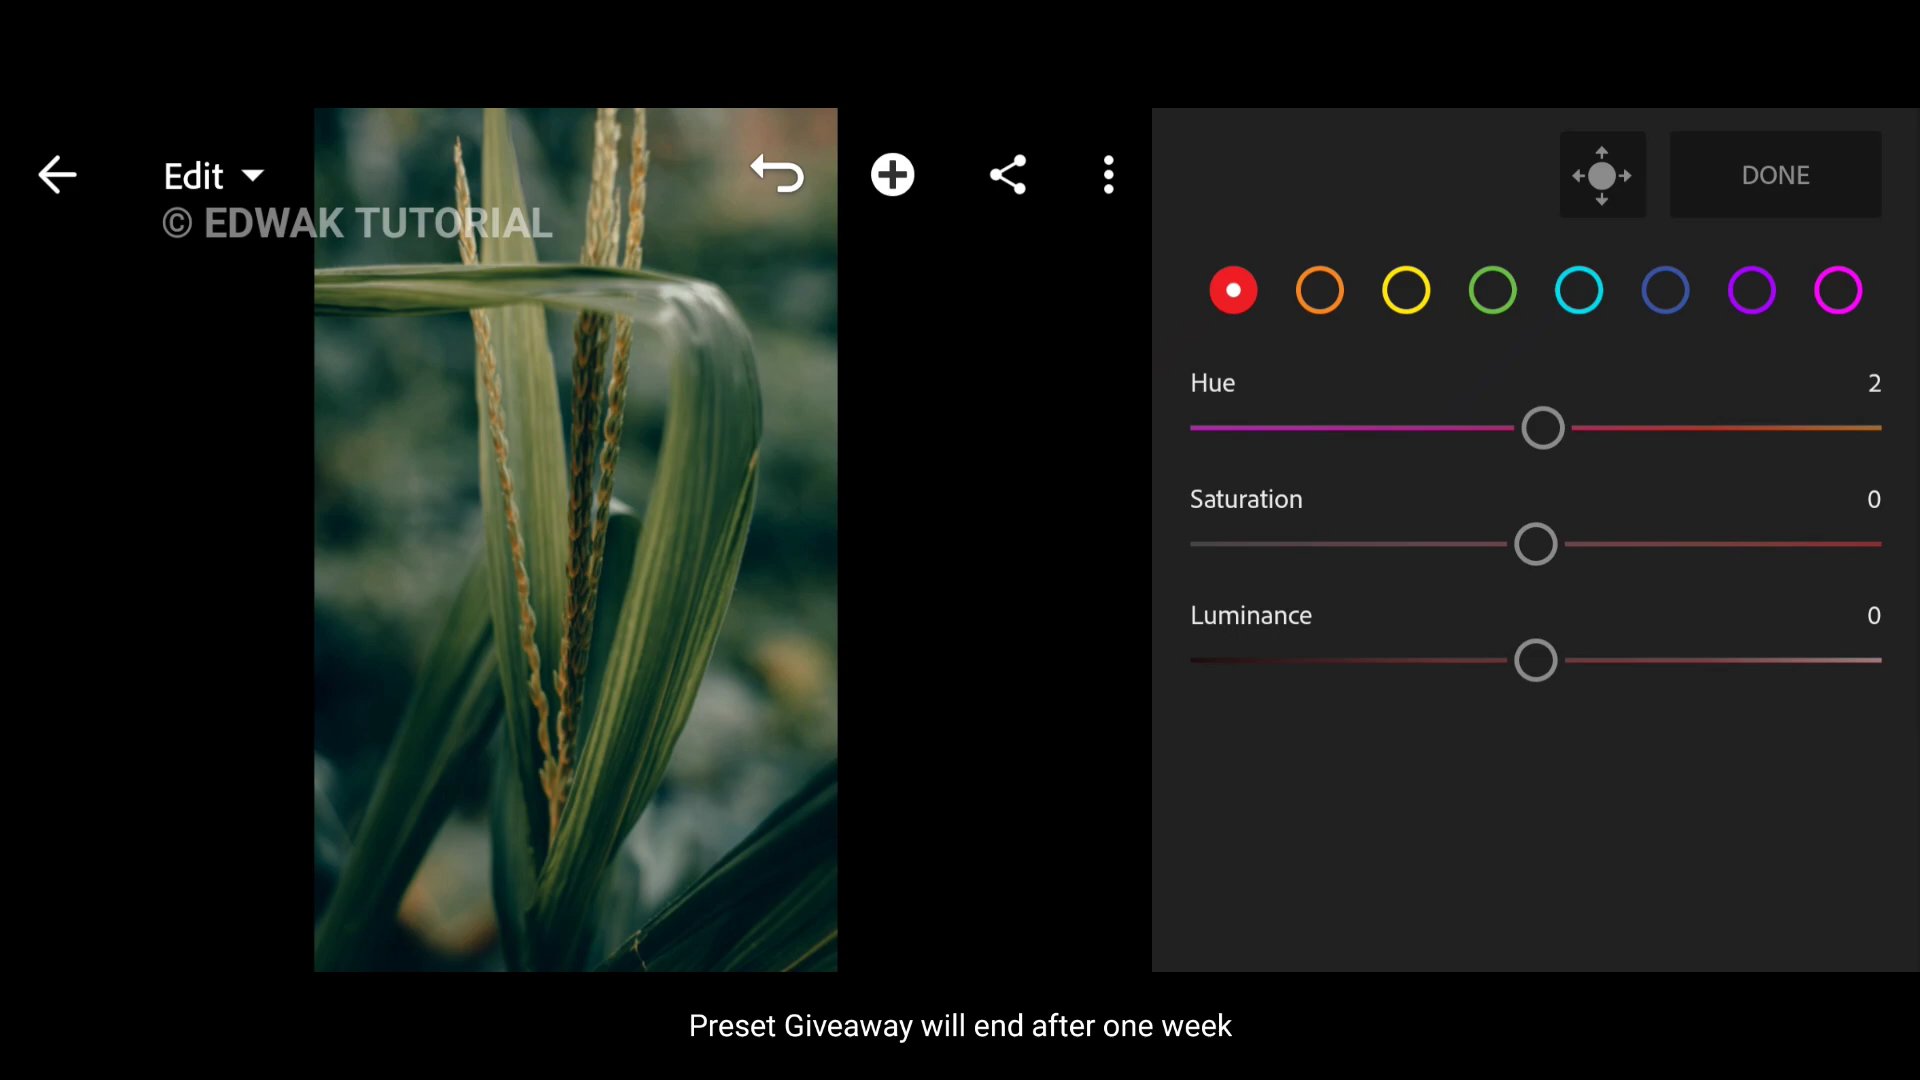 Edit
DONE
© EDWAK TUTORIAL
Hue 2
Saturation 0
Luminance 0
Preset Giveaway will end after one week